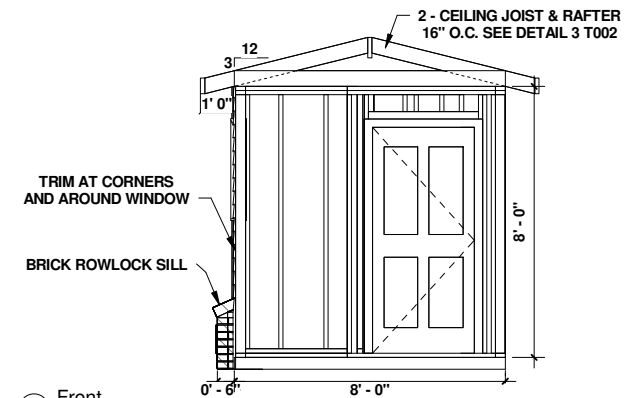 2 - CEILING JOIST & RAFTER
16" O.C. SEE DETAIL 3 T002
12
3
1' 0"
TRIM AT CORNERS
AND AROUND WINDOW
8' - 0"
BRICK ROWLOCK SILL
0' - 6"
8' - 0"
Front